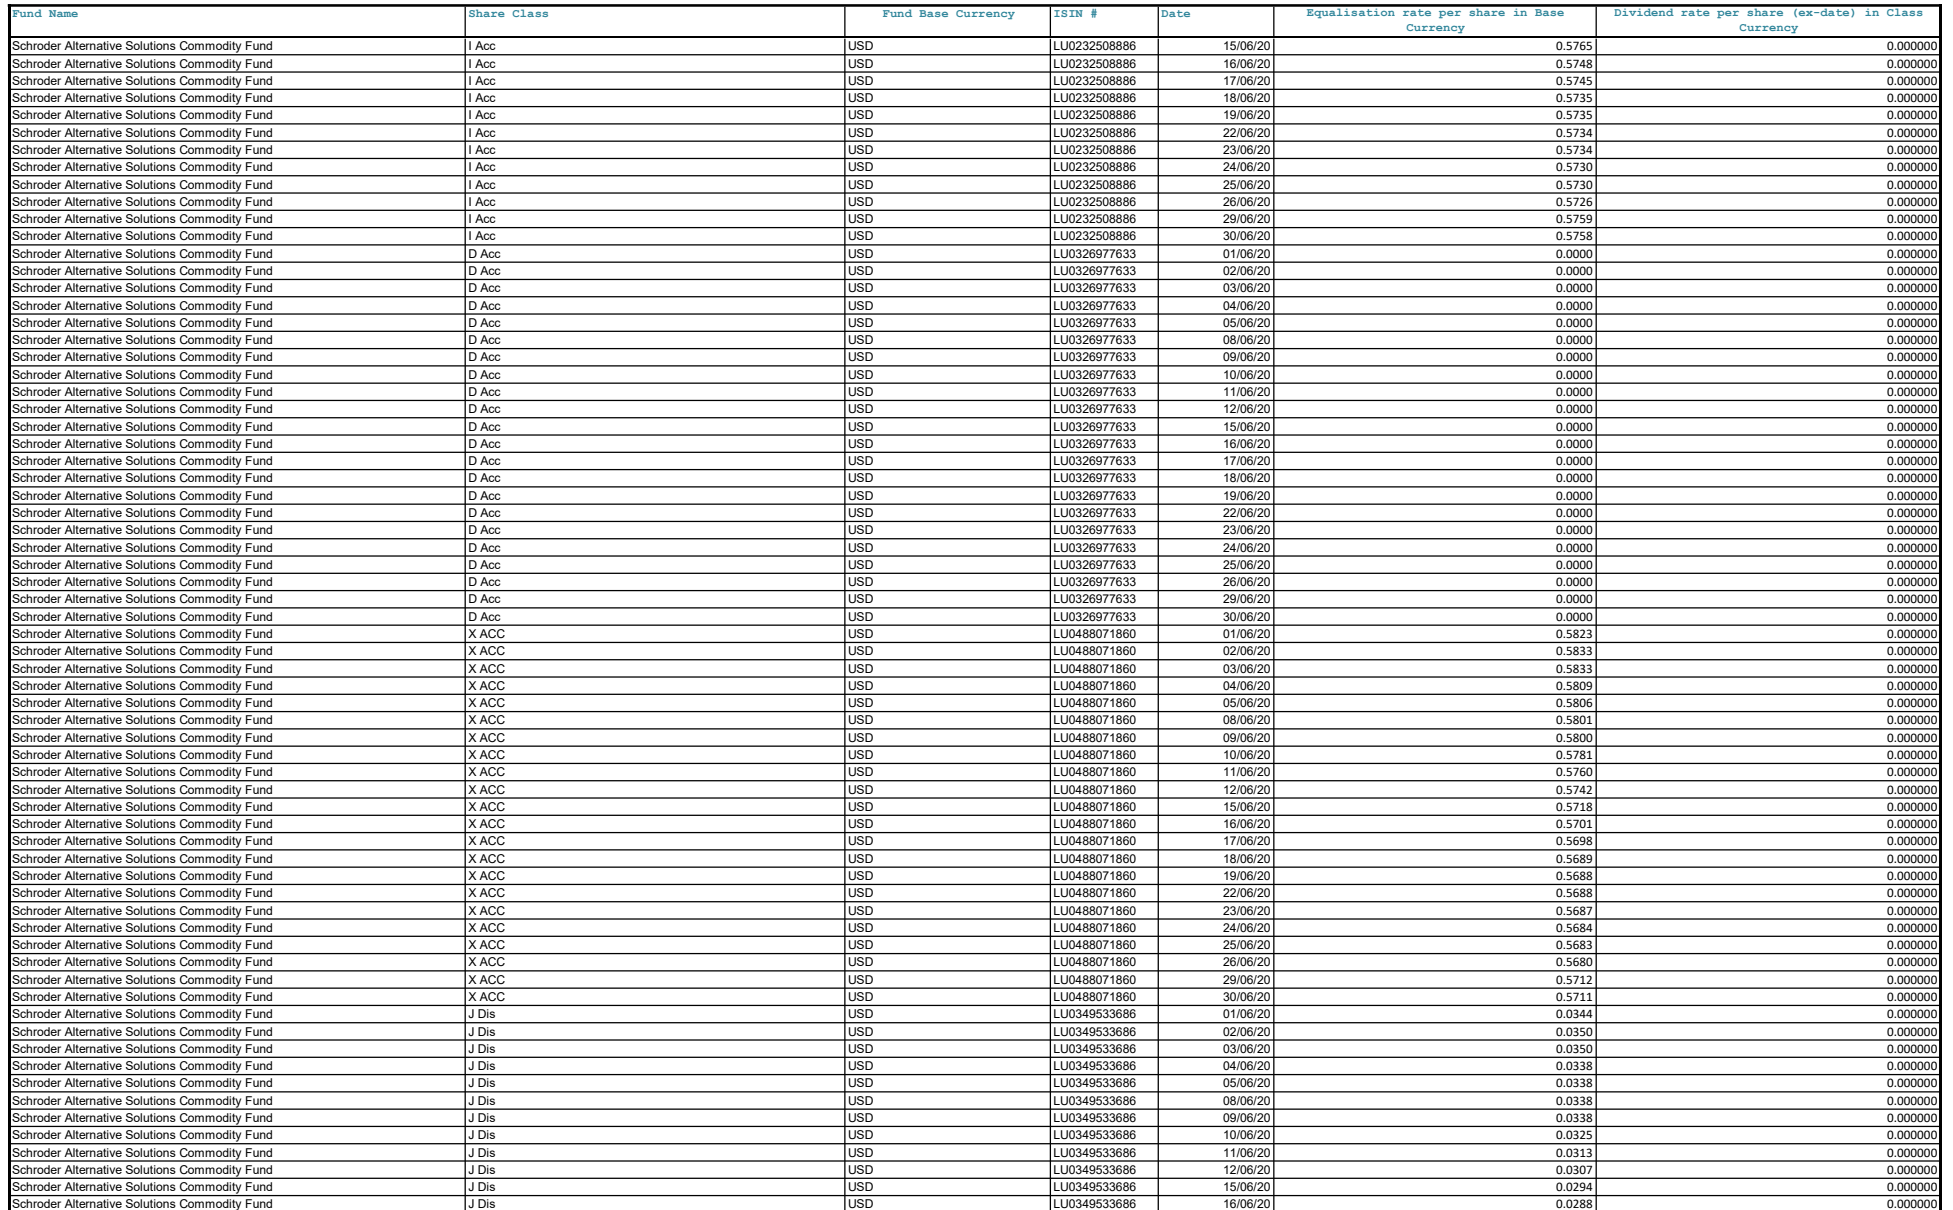 Fund Name Share Class Fund Base Currency ISIN # Date Equalisation rate per share in Base Currency Dividend rate per share (ex-date) in Class Currency
Schroder Alternative Solutions Commodity Fund I Acc USD LU0232508886 15/06/20 0.5765 0.000000
Schroder Alternative Solutions Commodity Fund I Acc USD LU0232508886 16/06/20 0.5748 0.000000
Schroder Alternative Solutions Commodity Fund I Acc USD LU0232508886 17/06/20 0.5745 0.000000
Schroder Alternative Solutions Commodity Fund I Acc USD LU0232508886 18/06/20 0.5735 0.000000
Schroder Alternative Solutions Commodity Fund I Acc USD LU0232508886 19/06/20 0.5735 0.000000
Schroder Alternative Solutions Commodity Fund I Acc USD LU0232508886 22/06/20 0.5734 0.000000
Schroder Alternative Solutions Commodity Fund I Acc USD LU0232508886 23/06/20 0.5734 0.000000
Schroder Alternative Solutions Commodity Fund I Acc USD LU0232508886 24/06/20 0.5730 0.000000
Schroder Alternative Solutions Commodity Fund I Acc USD LU0232508886 25/06/20 0.5730 0.000000
Schroder Alternative Solutions Commodity Fund I Acc USD LU0232508886 26/06/20 0.5726 0.000000
Schroder Alternative Solutions Commodity Fund I Acc USD LU0232508886 29/06/20 0.5759 0.000000
Schroder Alternative Solutions Commodity Fund I Acc USD LU0232508886 30/06/20 0.5758 0.000000
Schroder Alternative Solutions Commodity Fund D Acc USD LU0326977633 01/06/20 0.0000 0.000000
Schroder Alternative Solutions Commodity Fund D Acc USD LU0326977633 02/06/20 0.0000 0.000000
Schroder Alternative Solutions Commodity Fund D Acc USD LU0326977633 03/06/20 0.0000 0.000000
Schroder Alternative Solutions Commodity Fund D Acc USD LU0326977633 04/06/20 0.0000 0.000000
Schroder Alternative Solutions Commodity Fund D Acc USD LU0326977633 05/06/20 0.0000 0.000000
Schroder Alternative Solutions Commodity Fund D Acc USD LU0326977633 08/06/20 0.0000 0.000000
Schroder Alternative Solutions Commodity Fund D Acc USD LU0326977633 09/06/20 0.0000 0.000000
Schroder Alternative Solutions Commodity Fund D Acc USD LU0326977633 10/06/20 0.0000 0.000000
Schroder Alternative Solutions Commodity Fund D Acc USD LU0326977633 11/06/20 0.0000 0.000000
Schroder Alternative Solutions Commodity Fund D Acc USD LU0326977633 12/06/20 0.0000 0.000000
Schroder Alternative Solutions Commodity Fund D Acc USD LU0326977633 15/06/20 0.0000 0.000000
Schroder Alternative Solutions Commodity Fund D Acc USD LU0326977633 16/06/20 0.0000 0.000000
Schroder Alternative Solutions Commodity Fund D Acc USD LU0326977633 17/06/20 0.0000 0.000000
Schroder Alternative Solutions Commodity Fund D Acc USD LU0326977633 18/06/20 0.0000 0.000000
Schroder Alternative Solutions Commodity Fund D Acc USD LU0326977633 19/06/20 0.0000 0.000000
Schroder Alternative Solutions Commodity Fund D Acc USD LU0326977633 22/06/20 0.0000 0.000000
Schroder Alternative Solutions Commodity Fund D Acc USD LU0326977633 23/06/20 0.0000 0.000000
Schroder Alternative Solutions Commodity Fund D Acc USD LU0326977633 24/06/20 0.0000 0.000000
Schroder Alternative Solutions Commodity Fund D Acc USD LU0326977633 25/06/20 0.0000 0.000000
Schroder Alternative Solutions Commodity Fund D Acc USD LU0326977633 26/06/20 0.0000 0.000000
Schroder Alternative Solutions Commodity Fund D Acc USD LU0326977633 29/06/20 0.0000 0.000000
Schroder Alternative Solutions Commodity Fund D Acc USD LU0326977633 30/06/20 0.0000 0.000000
Schroder Alternative Solutions Commodity Fund X ACC USD LU0488071860 01/06/20 0.5823 0.000000
Schroder Alternative Solutions Commodity Fund X ACC USD LU0488071860 02/06/20 0.5833 0.000000
Schroder Alternative Solutions Commodity Fund X ACC USD LU0488071860 03/06/20 0.5833 0.000000
Schroder Alternative Solutions Commodity Fund X ACC USD LU0488071860 04/06/20 0.5809 0.000000
Schroder Alternative Solutions Commodity Fund X ACC USD LU0488071860 05/06/20 0.5806 0.000000
Schroder Alternative Solutions Commodity Fund X ACC USD LU0488071860 08/06/20 0.5801 0.000000
Schroder Alternative Solutions Commodity Fund X ACC USD LU0488071860 09/06/20 0.5800 0.000000
Schroder Alternative Solutions Commodity Fund X ACC USD LU0488071860 10/06/20 0.5781 0.000000
Schroder Alternative Solutions Commodity Fund X ACC USD LU0488071860 11/06/20 0.5760 0.000000
Schroder Alternative Solutions Commodity Fund X ACC USD LU0488071860 12/06/20 0.5742 0.000000
Schroder Alternative Solutions Commodity Fund X ACC USD LU0488071860 15/06/20 0.5718 0.000000
Schroder Alternative Solutions Commodity Fund X ACC USD LU0488071860 16/06/20 0.5701 0.000000
Schroder Alternative Solutions Commodity Fund X ACC USD LU0488071860 17/06/20 0.5698 0.000000
Schroder Alternative Solutions Commodity Fund X ACC USD LU0488071860 18/06/20 0.5689 0.000000
Schroder Alternative Solutions Commodity Fund X ACC USD LU0488071860 19/06/20 0.5688 0.000000
Schroder Alternative Solutions Commodity Fund X ACC USD LU0488071860 22/06/20 0.5688 0.000000
Schroder Alternative Solutions Commodity Fund X ACC USD LU0488071860 23/06/20 0.5687 0.000000
Schroder Alternative Solutions Commodity Fund X ACC USD LU0488071860 24/06/20 0.5684 0.000000
Schroder Alternative Solutions Commodity Fund X ACC USD LU0488071860 25/06/20 0.5683 0.000000
Schroder Alternative Solutions Commodity Fund X ACC USD LU0488071860 26/06/20 0.5680 0.000000
Schroder Alternative Solutions Commodity Fund X ACC USD LU0488071860 29/06/20 0.5712 0.000000
Schroder Alternative Solutions Commodity Fund X ACC USD LU0488071860 30/06/20 0.5711 0.000000
Schroder Alternative Solutions Commodity Fund J Dis USD LU0349533686 01/06/20 0.0344 0.000000
Schroder Alternative Solutions Commodity Fund J Dis USD LU0349533686 02/06/20 0.0350 0.000000
Schroder Alternative Solutions Commodity Fund J Dis USD LU0349533686 03/06/20 0.0350 0.000000
Schroder Alternative Solutions Commodity Fund J Dis USD LU0349533686 04/06/20 0.0338 0.000000
Schroder Alternative Solutions Commodity Fund J Dis USD LU0349533686 05/06/20 0.0338 0.000000
Schroder Alternative Solutions Commodity Fund J Dis USD LU0349533686 08/06/20 0.0338 0.000000
Schroder Alternative Solutions Commodity Fund J Dis USD LU0349533686 09/06/20 0.0338 0.000000
Schroder Alternative Solutions Commodity Fund J Dis USD LU0349533686 10/06/20 0.0325 0.000000
Schroder Alternative Solutions Commodity Fund J Dis USD LU0349533686 11/06/20 0.0313 0.000000
Schroder Alternative Solutions Commodity Fund J Dis USD LU0349533686 12/06/20 0.0307 0.000000
Schroder Alternative Solutions Commodity Fund J Dis USD LU0349533686 15/06/20 0.0294 0.000000
Schroder Alternative Solutions Commodity Fund J Dis USD LU0349533686 16/06/20 0.0288 0.000000